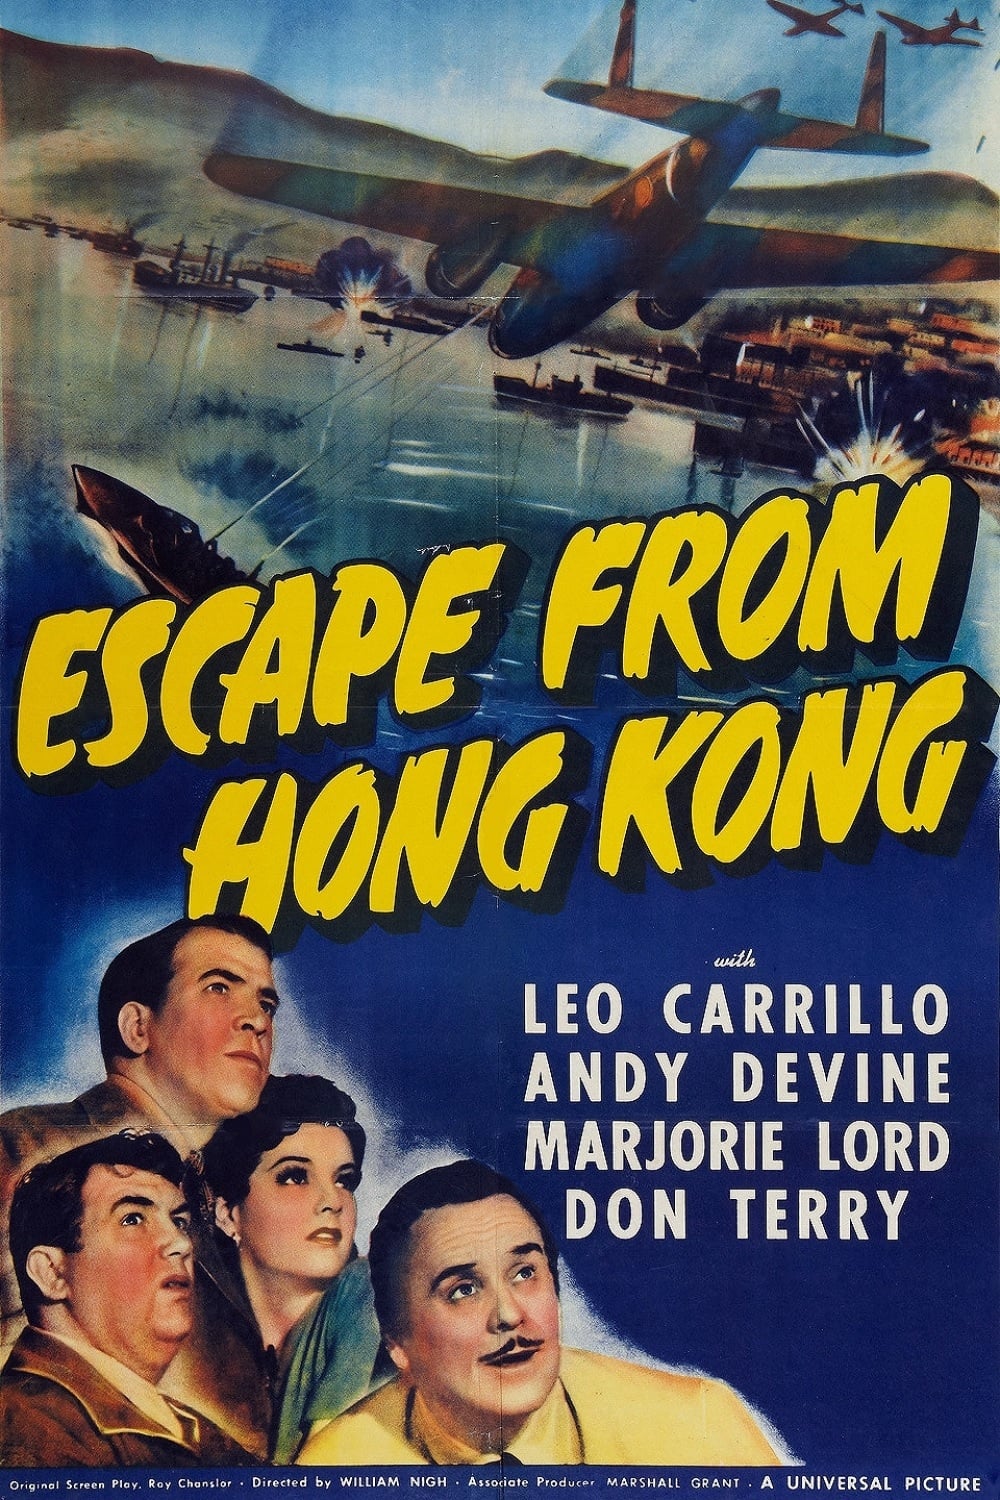 ESCAPE FROM
HONG KONG
with
LEO CARRILLO
ANDY DEVINE
MARJORIE LORD
DON TERRY
Original Screen Play, Ray Chanslor · Directed by WILLIAM NIGH · Associate Producer MARSHALL GRANT · A UNIVERSAL PICTURE